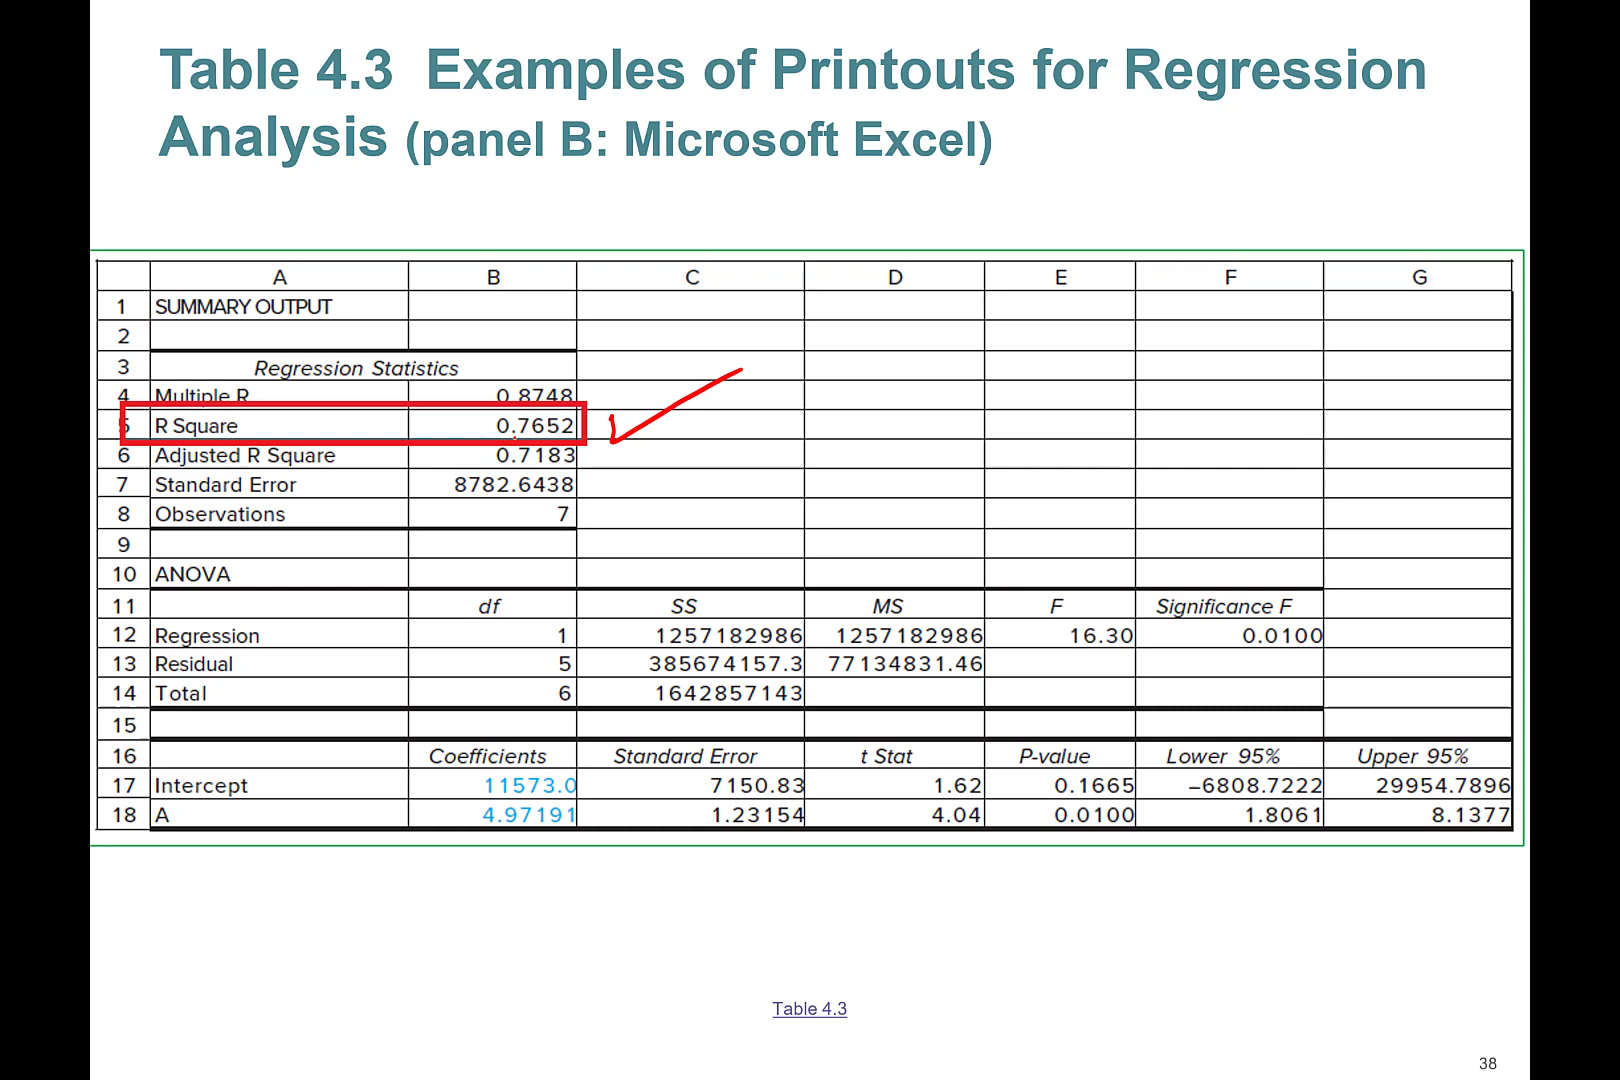 Table 4.3 Examples of Printouts for Regression
Analysis (panel B: Microsoft Excel)
A B C D E F G
1 SUMMARY OUTPUT
2
3 Regression Statistics
4 Multiple R 0.8748
5 R Square 0.7652
6 Adjusted R Square 0.7183
7 Standard Error 8782.6438
8 Observations 7
9
10 ANOVA
11 df SS MS F Significance F
12 Regression 1 1257182986 1257182986 16.30 0.0100
13 Residual 5 385674157.3 77134831.46
14 Total 6 1642857143
15
16 Coefficients Standard Error t Stat P-value Lower 95% Upper 95%
17 Intercept 11573.0 7150.83 1.62 0.1665 –6808.7222 29954.7896
18 A 4.97191 1.23154 4.04 0.0100 1.8061 8.1377
Table 4.3
38